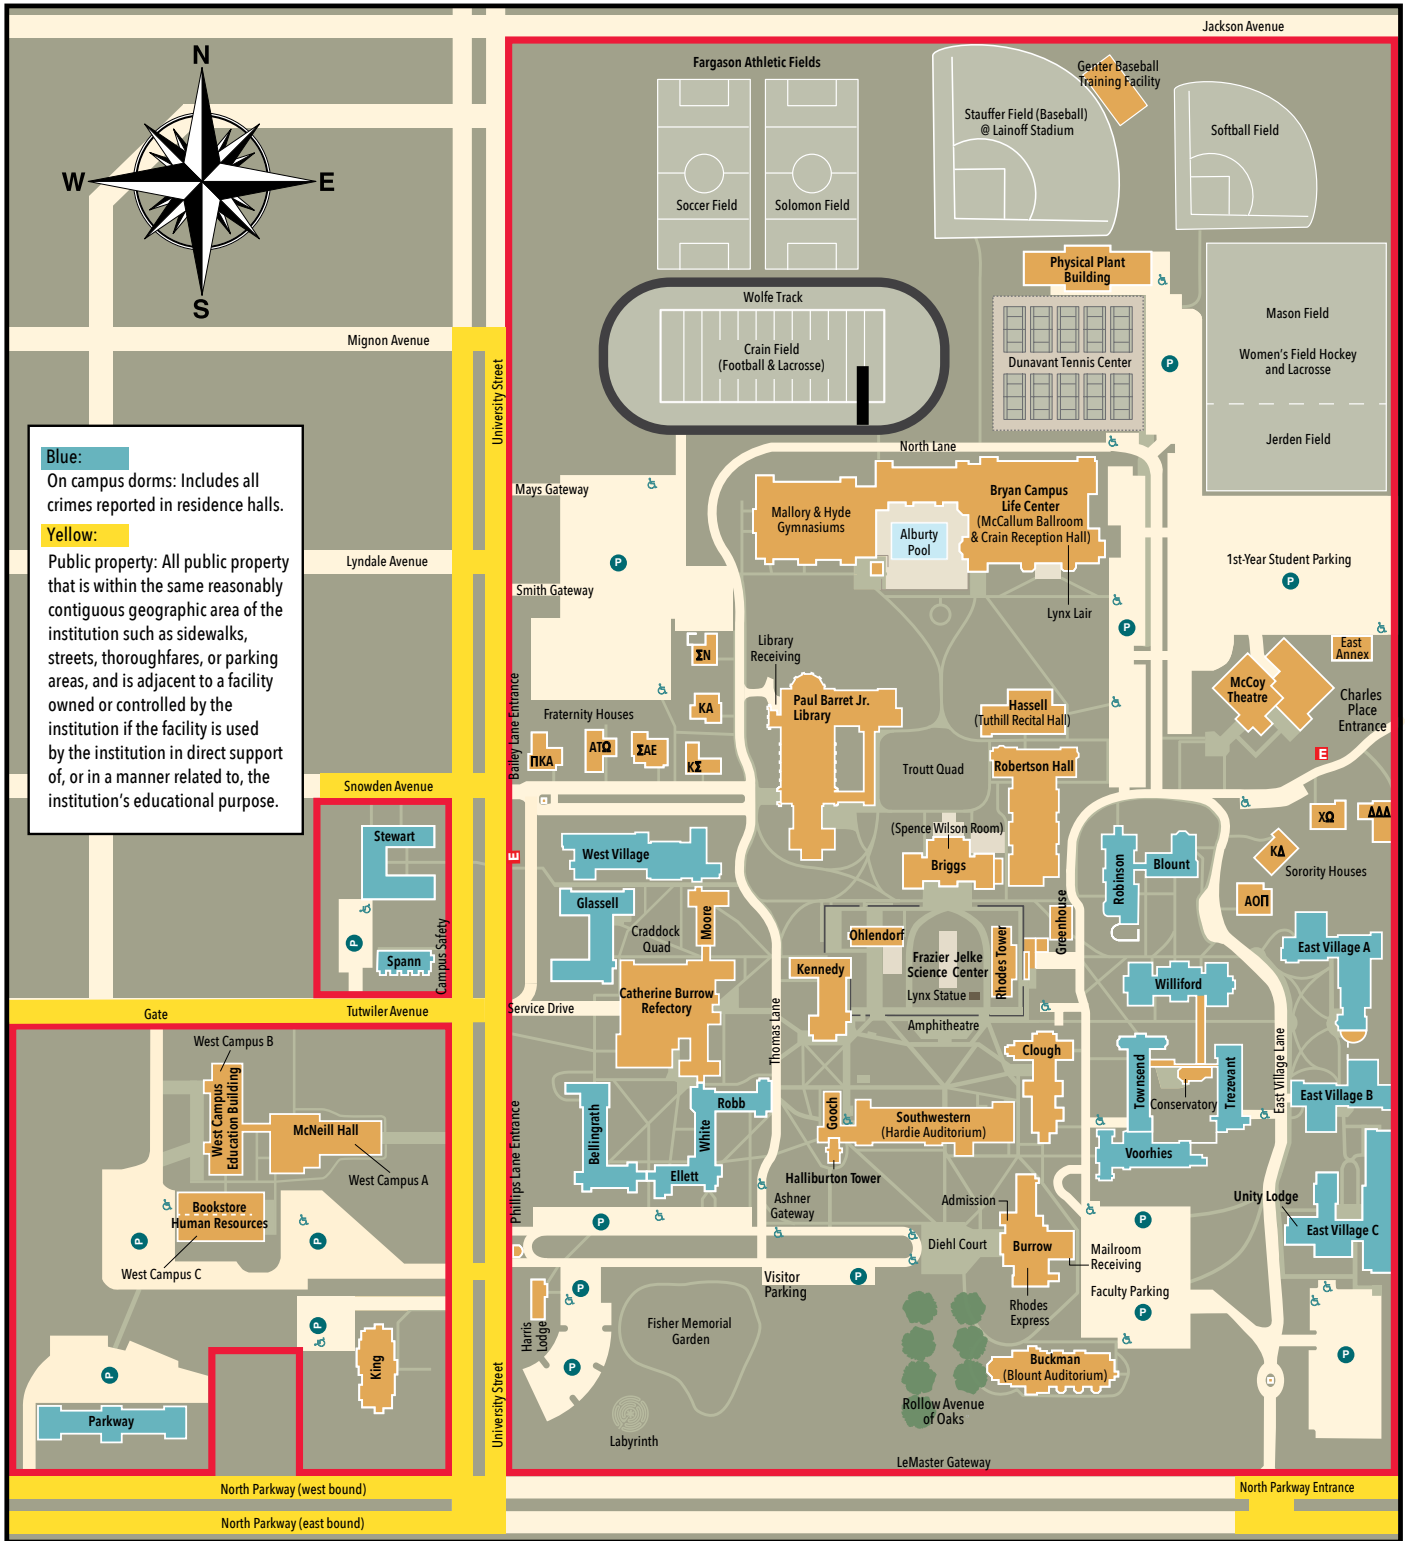 Jackson Avenue
N
W
E
S
Fargason Athletic Fields
Genter Baseball
Training Facility
Stauffer Field (Baseball)
@ Lainoff Stadium
Softball Field
Soccer Field
Solomon Field
Physical Plant
Building
Wolfe Track
Crain Field
(Football & Lacrosse)
Dunavant Tennis Center
P
Mason Field
Women's Field Hockey
and Lacrosse
Jerden Field
Mignon Avenue
University Street
Blue:
On campus dorms: Includes all
crimes reported in residence halls.
Yellow:
Public property: All public property
that is within the same reasonably
contiguous geographic area of the
institution such as sidewalks,
streets, thoroughfares, or parking
areas, and is adjacent to a facility
owned or controlled by the
institution if the facility is used
by the institution in direct support
of, or in a manner related to, the
institution's educational purpose.
North Lane
Mays Gateway
Mallory & Hyde
Gymnasiums
Alburty
Pool
Bryan Campus
Life Center
(McCallum Ballroom
& Crain Reception Hall)
Lyndale Avenue
P
Smith Gateway
Lynx Lair
P
1st-Year Student Parking
P
ΣN
Library
Receiving
East
Annex
McCoy
Theatre
Charles
Place
Entrance
KA
Paul Barret Jr.
Library
Hassell
(Tuthill Recital Hall)
Bailey Lane Entrance
Fraternity Houses
ΠKA
ATΩ
ΣAE
KΣ
Troutt Quad
Robertson Hall
E
Snowden Avenue
Stewart
West Village
(Spence Wilson Room)
Briggs
XΩ
ΔΔΔ
KΔ
Sorority Houses
AOΠ
Robinson
Blount
E
Glassell
Moore
Craddock
Quad
Ohlendorf
Frazier Jelke
Science Center
Rhodes Tower
Greenhouse
East Village A
P
Spann
Campus Safety
Kennedy
Catherine Burrow
Refectory
Lynx Statue
Amphitheatre
Williford
Gate
Tutwiler Avenue
Service Drive
Thomas Lane
West Campus B
West Campus
Education Building
McNeill Hall
West Campus A
Clough
Townsend
Conservatory
Trezevant
East Village Lane
East Village B
Robb
Bellingrath
White
Ellett
Gooch
Southwestern
(Hardie Auditorium)
Halliburton Tower
Voorhies
Phillips Lane Entrance
Bookstore
Human Resources
P
P
West Campus C
P
Ashner
Gateway
Admission
Burrow
Diehl Court
Mailroom
Receiving
P
Unity Lodge
East Village C
Visitor
Parking
P
P
Harris
Lodge
Faculty Parking
P
Rhodes
Express
Fisher Memorial
Garden
P
King
P
P
Parkway
University Street
Buckman
(Blount Auditorium)
P
Rollow Avenue
of Oaks
Labyrinth
LeMaster Gateway
North Parkway (west bound)
North Parkway Entrance
North Parkway (east bound)